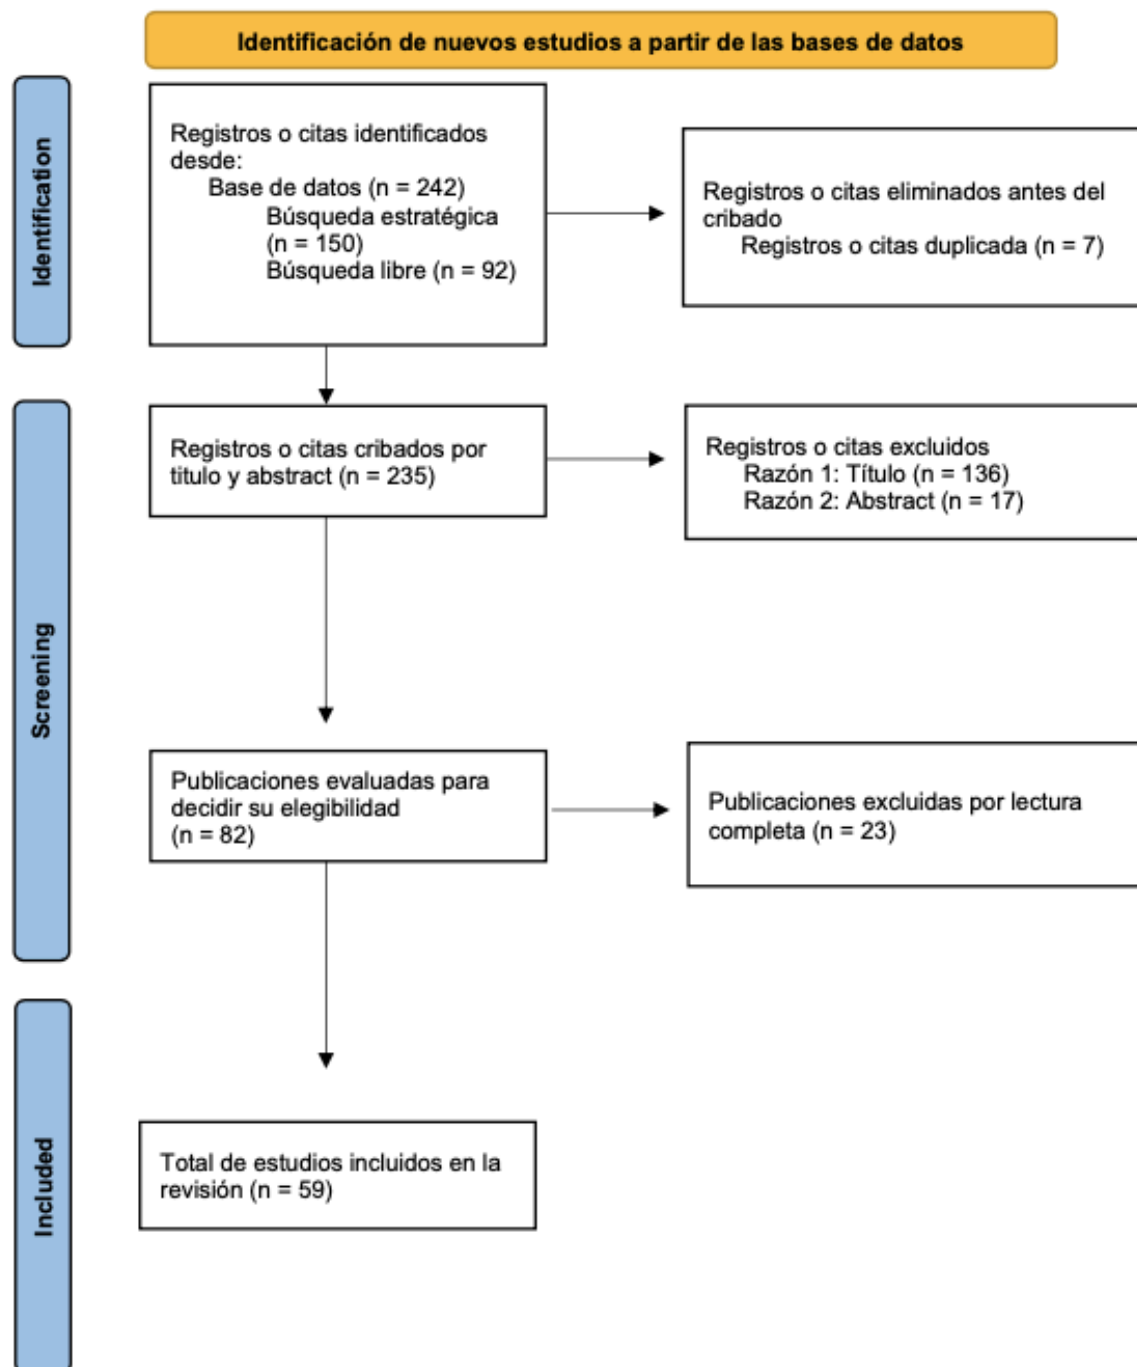 Identificación de nuevos estudios a partir de las bases de datos
Identification
Registros o citas identificados
desde:
Base de datos (n = 242)
Búsqueda estratégica
(n = 150)
Búsqueda libre (n = 92)
Registros o citas eliminados antes del
cribado
Registros o citas duplicada (n = 7)
Screening
Registros o citas cribados por
titulo y abstract (n = 235)
Registros o citas excluidos
Razón 1: Título (n = 136)
Razón 2: Abstract (n = 17)
Publicaciones evaluadas para
decidir su elegibilidad
(n = 82)
Publicaciones excluidas por lectura
completa (n = 23)
Included
Total de estudios incluidos en la
revisión (n = 59)